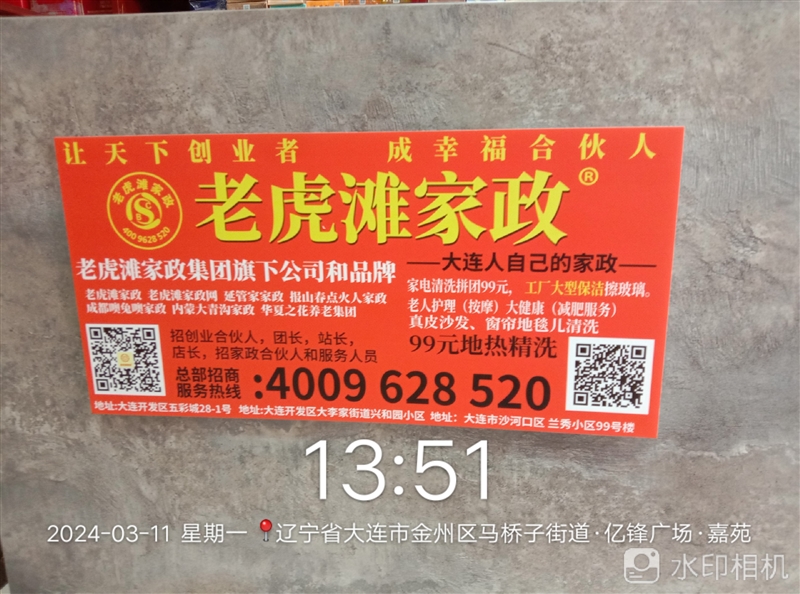 让天下创业者 成幸福合伙人
老虎滩家政
4009628520
老虎滩家政®
老虎滩家政集团旗下公司和品牌
——大连人自己的家政——
老虎滩家政 老虎滩家政网 延管家家政 报山春点火人家政
成都噢兔噢家政 内蒙大青沟家政 华夏之花养老集团
家电清洗拼团99元，工厂大型保洁擦玻璃。
老人护理（按摩）大健康（减肥服务）
真皮沙发、窗帘地毯儿清洗
99元地热精洗
招创业合伙人，团长，站长，
店长，招家政合伙人和服务人员
总部招商
服务热线:4009 628 520
地址:大连开发区五彩城28-1号 地址:大连开发区大李家街道兴和园小区 地址：大连市沙河口区 兰秀小区99号楼
13:51
2024-03-11 星期一 辽宁省大连市金州区马桥子街道·亿锋广场·嘉苑
水印相机